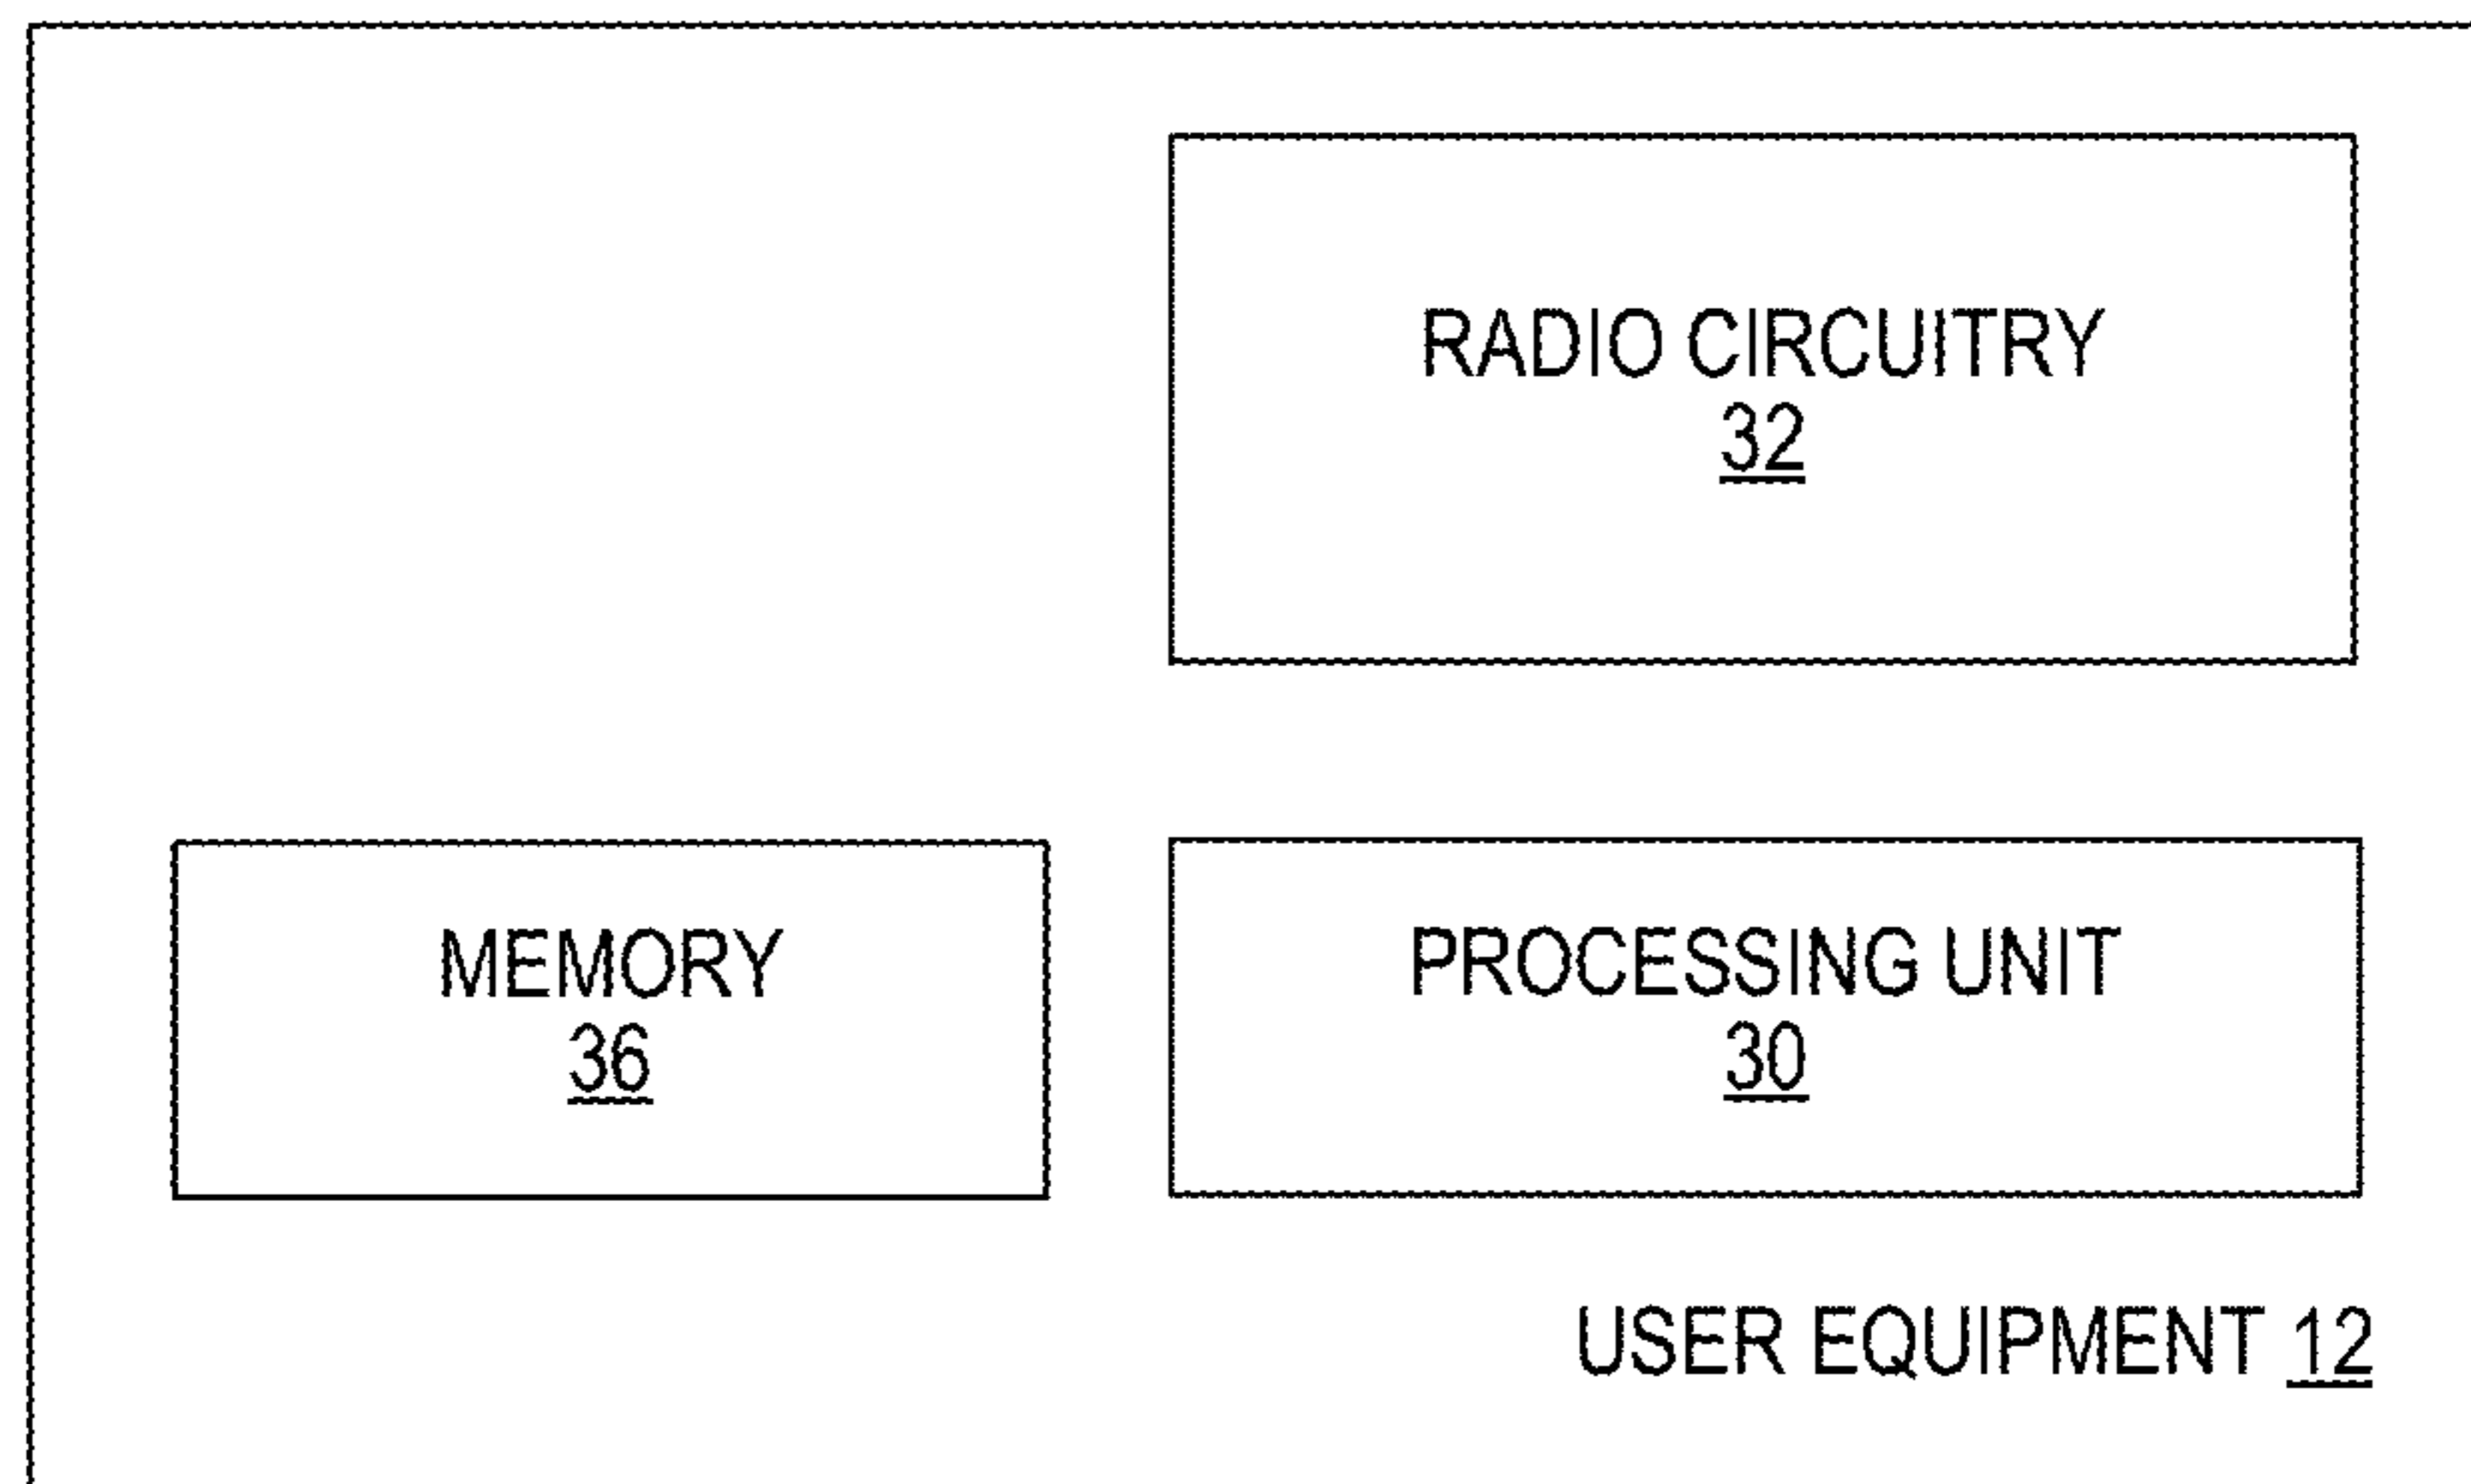 RADIO CIRCUITRY
32
MEMORY
36
PROCESSING UNIT
30
USER EQUIPMENT 12